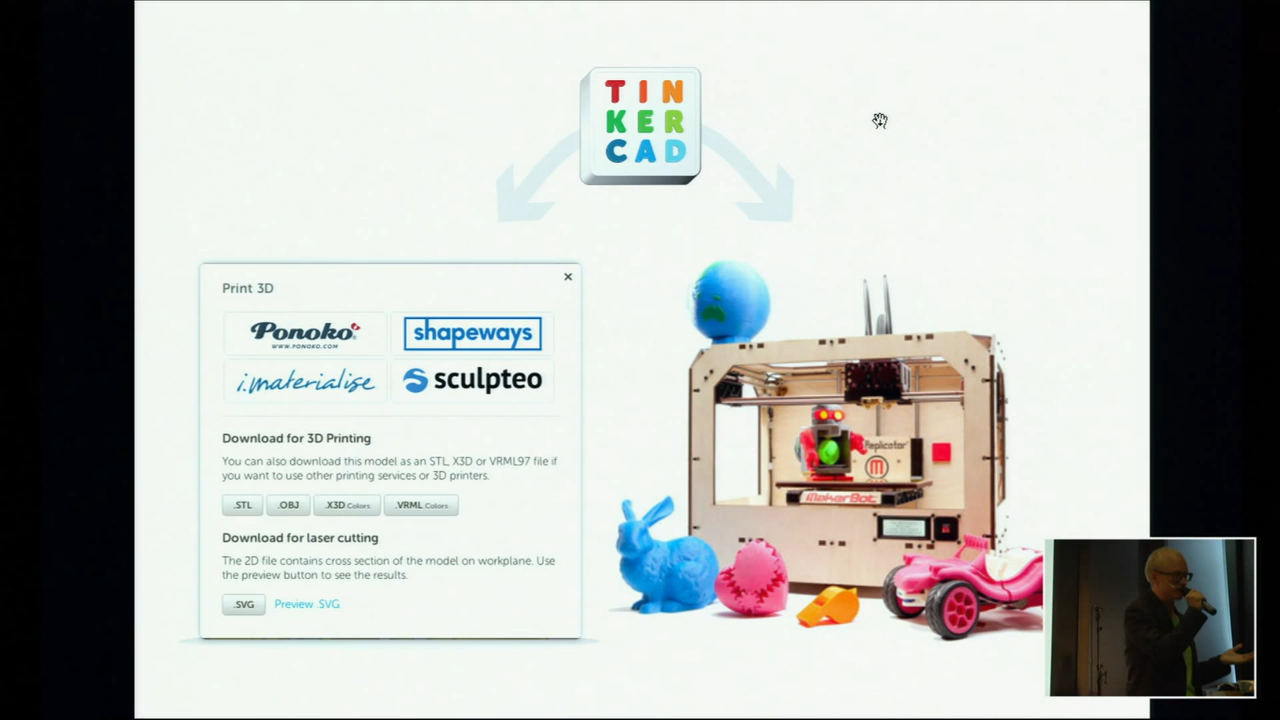 TIN
KER
CAD
Print 3D
Ponoko
WWW.PONOKO.COM
shapeways
i.materialise
sculpteo
Download for 3D Printing
You can also download this model as an STL, X3D or VRML97 file if
you want to use other printing services or 3D printers.
.STL
.OBJ
.X3D Colors
.VRML Colors
Download for laser cutting
The 2D file contains cross section of the model on workplane. Use
the preview button to see the results.
.SVG
Preview .SVG
Replicator
M
MakerBot